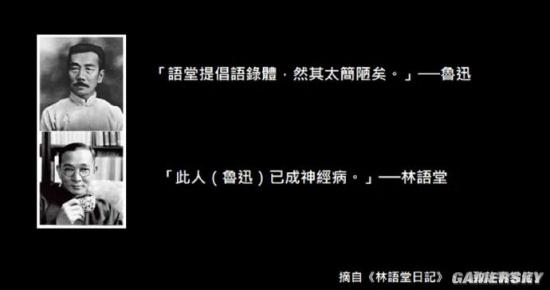 「語堂提倡語錄體，然其太簡陋矣。」──魯迅
「此人（魯迅）已成神經病。」──林語堂
摘自《林語堂日記》
GAMERSKY